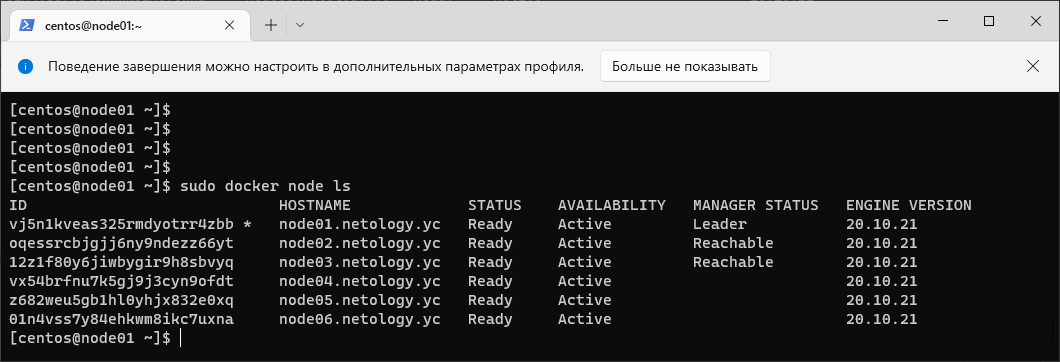 centos@node01:~
Поведение завершения можно настроить в дополнительных параметрах профиля. Больше не показывать
[centos@node01 ~]$
[centos@node01 ~]$
[centos@node01 ~]$
[centos@node01 ~]$
[centos@node01 ~]$ sudo docker node ls
ID HOSTNAME STATUS AVAILABILITY MANAGER STATUS ENGINE VERSION
vj5n1kveas325rmdyotrr4zbb * node01.netology.yc Ready Active Leader 20.10.21
oqessrcbjgjj6ny9ndezz66yt node02.netology.yc Ready Active Reachable 20.10.21
12z1f80y6jiwbygir9h8sbvyq node03.netology.yc Ready Active Reachable 20.10.21
vx54brfnu7k5gj9j3cyn9ofdt node04.netology.yc Ready Active 20.10.21
z682weu5gb1hl0yhjx832e0xq node05.netology.yc Ready Active 20.10.21
01n4vss7y84ehkwm8ikc7uxna node06.netology.yc Ready Active 20.10.21
[centos@node01 ~]$